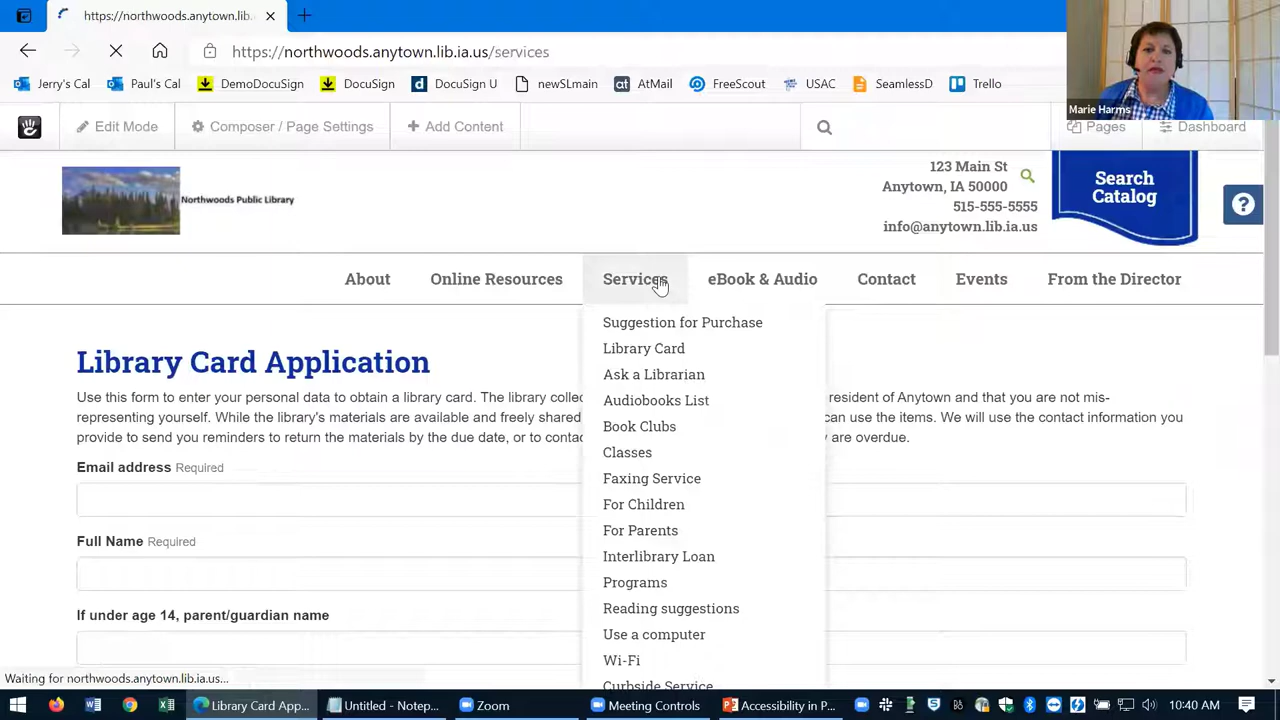 https://northwoods.anytown.lib.
https://northwoods.anytown.lib.ia.us/services
Jerry's Cal
Paul's Cal
DemoDocuSign
DocuSign
DocuSign U
newSLmain
AtMail
FreeScout
USAC
SeamlessD
Trello
Marie Harms
Edit Mode
Composer / Page Settings
Add Content
Pages
Dashboard
Northwoods Public Library
123 Main St
Anytown, IA 50000
515-555-5555
info@anytown.lib.ia.us
Search
Catalog
About
Online Resources
Services
eBook & Audio
Contact
Events
From the Director
Suggestion for Purchase
Library Card
Ask a Librarian
Audiobooks List
Book Clubs
Classes
Faxing Service
For Children
For Parents
Interlibrary Loan
Programs
Reading suggestions
Use a computer
Wi-Fi
Curbside Service
Library Card Application
Use this form to enter your personal data to obtain a library card. The library collec resident of Anytown and that you are not mis-
representing yourself. While the library's materials are available and freely shared can use the items. We will use the contact information you
provide to send you reminders to return the materials by the due date, or to contac y are overdue.
Email address Required
Full Name Required
If under age 14, parent/guardian name
Waiting for northwoods.anytown.lib.ia.us...
Library Card App...
Untitled - Notep...
Zoom
Meeting Controls
Accessibility in P...
10:40 AM